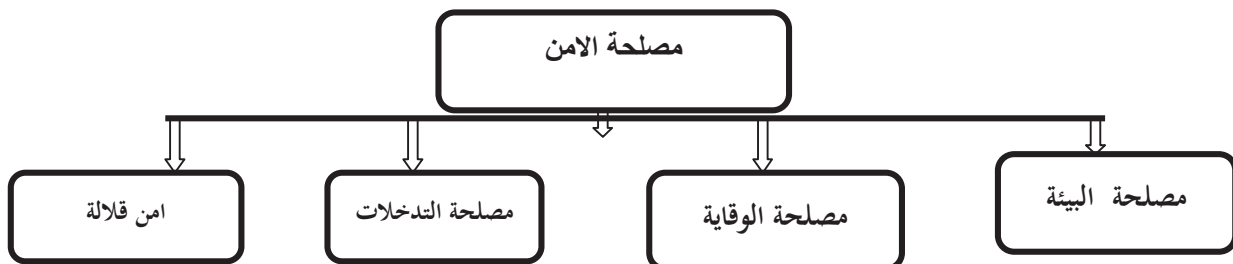 مصلحة الامن
مصلحة البيئة
مصلحة الوقاية
مصلحة التدخلات
امن قلالة